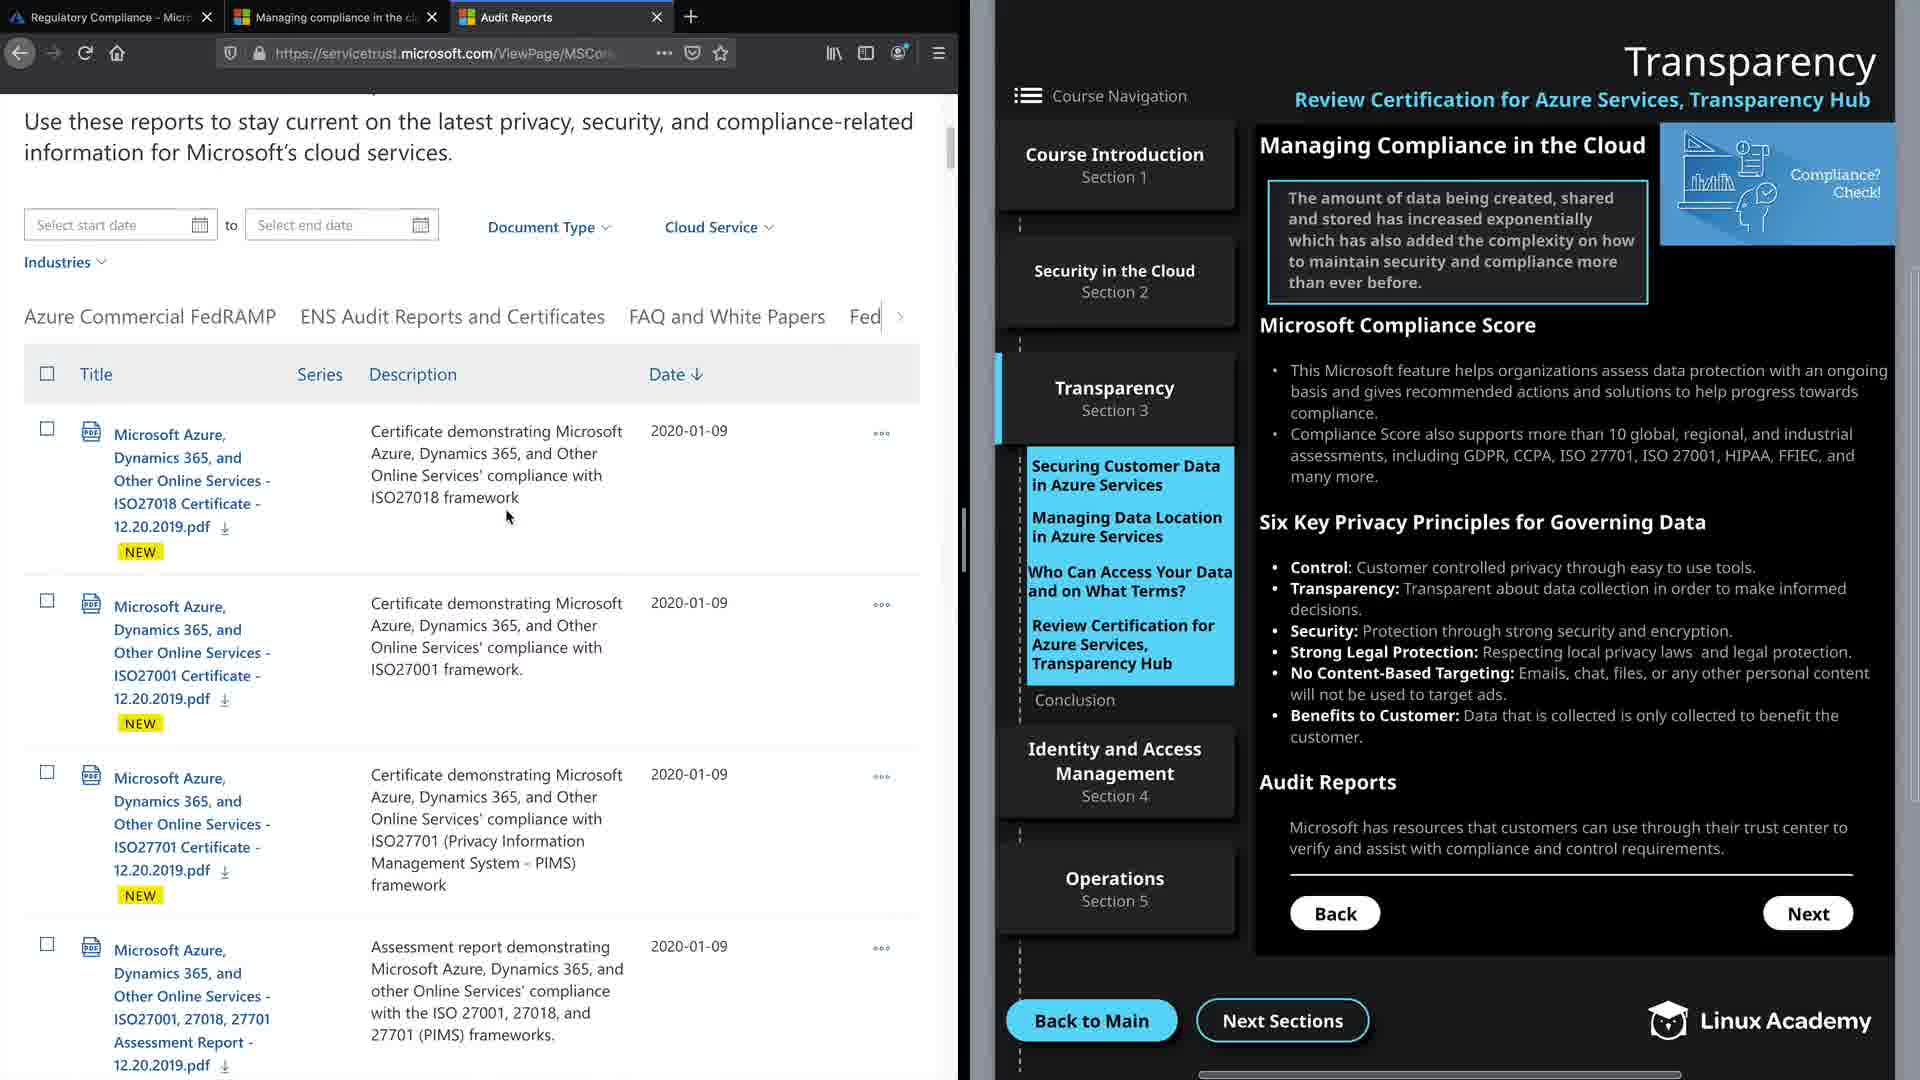 Regulatory Compliance - Micr
Managing compliance in the cl
Audit Reports
https://servicetrust.microsoft.com/ViewPage/MSCom
Use these reports to stay current on the latest privacy, security, and compliance-related
information for Microsoft's cloud services.
Select start date
to
Select end date
Document Type
Cloud Service
Industries
Azure Commercial FedRAMP
ENS Audit Reports and Certificates
FAQ and White Papers
Fed
Title
Series
Description
Date
Microsoft Azure,
Dynamics 365, and
Other Online Services -
ISO27018 Certificate -
12.20.2019.pdf
NEW
Certificate demonstrating Microsoft
Azure, Dynamics 365, and Other
Online Services' compliance with
ISO27018 framework
2020-01-09
Microsoft Azure,
Dynamics 365, and
Other Online Services -
ISO27001 Certificate -
12.20.2019.pdf
NEW
Certificate demonstrating Microsoft
Azure, Dynamics 365, and Other
Online Services' compliance with
ISO27001 framework.
2020-01-09
Microsoft Azure,
Dynamics 365, and
Other Online Services -
ISO27701 Certificate -
12.20.2019.pdf
NEW
Certificate demonstrating Microsoft
Azure, Dynamics 365, and Other
Online Services' compliance with
ISO27701 (Privacy Information
Management System - PIMS)
framework
2020-01-09
Microsoft Azure,
Dynamics 365, and
Other Online Services -
ISO27001, 27018, 27701
Assessment Report -
12.20.2019.pdf
Assessment report demonstrating
Microsoft Azure, Dynamics 365, and
other Online Services' compliance
with the ISO 27001, 27018, and
27701 (PIMS) frameworks.
2020-01-09
Transparency
Review Certification for Azure Services, Transparency Hub
Course Navigation
Course Introduction
Section 1
Security in the Cloud
Section 2
Transparency
Section 3
Securing Customer Data
in Azure Services
Managing Data Location
in Azure Services
Who Can Access Your Data
and on What Terms?
Review Certification for
Azure Services,
Transparency Hub
Conclusion
Identity and Access
Management
Section 4
Operations
Section 5
Managing Compliance in the Cloud
Compliance?
Check!
The amount of data being created, shared
and stored has increased exponentially
which has also added the complexity on how
to maintain security and compliance more
than ever before.
Microsoft Compliance Score
• This Microsoft feature helps organizations assess data protection with an ongoing
basis and gives recommended actions and solutions to help progress towards
compliance.
• Compliance Score also supports more than 10 global, regional, and industrial
assessments, including GDPR, CCPA, ISO 27701, ISO 27001, HIPAA, FFIEC, and
many more.
Six Key Privacy Principles for Governing Data
• Control: Customer controlled privacy through easy to use tools.
• Transparency: Transparent about data collection in order to make informed
decisions.
• Security: Protection through strong security and encryption.
• Strong Legal Protection: Respecting local privacy laws and legal protection.
• No Content-Based Targeting: Emails, chat, files, or any other personal content
will not be used to target ads.
• Benefits to Customer: Data that is collected is only collected to benefit the
customer.
Audit Reports
Microsoft has resources that customers can use through their trust center to
verify and assist with compliance and control requirements.
Back
Next
Back to Main
Next Sections
Linux Academy